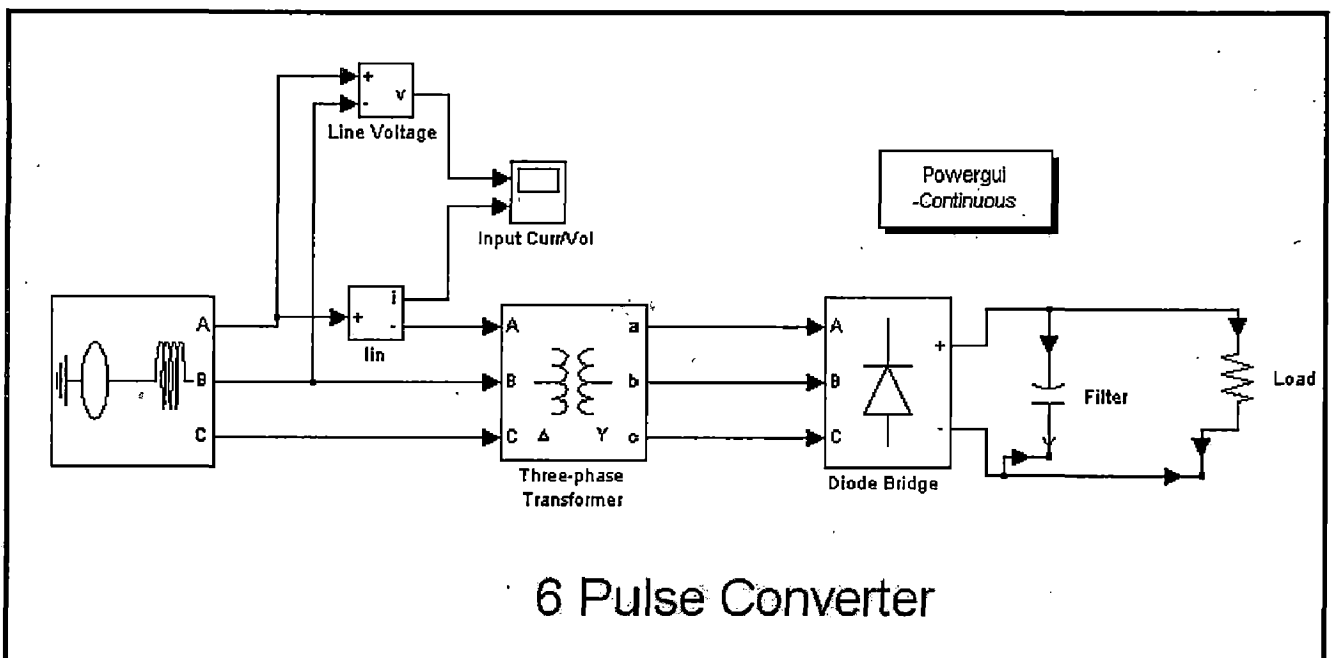 +
-
v
Line Voltage
Input Curr/Vol
Powergui
-Continuous
A
B
C
+
i
-
Iin
A
B
C
a
b
c
Δ Y
Three-phase
Transformer
A
B
C
+
-
Diode Bridge
Filter
Load
6 Pulse Converter